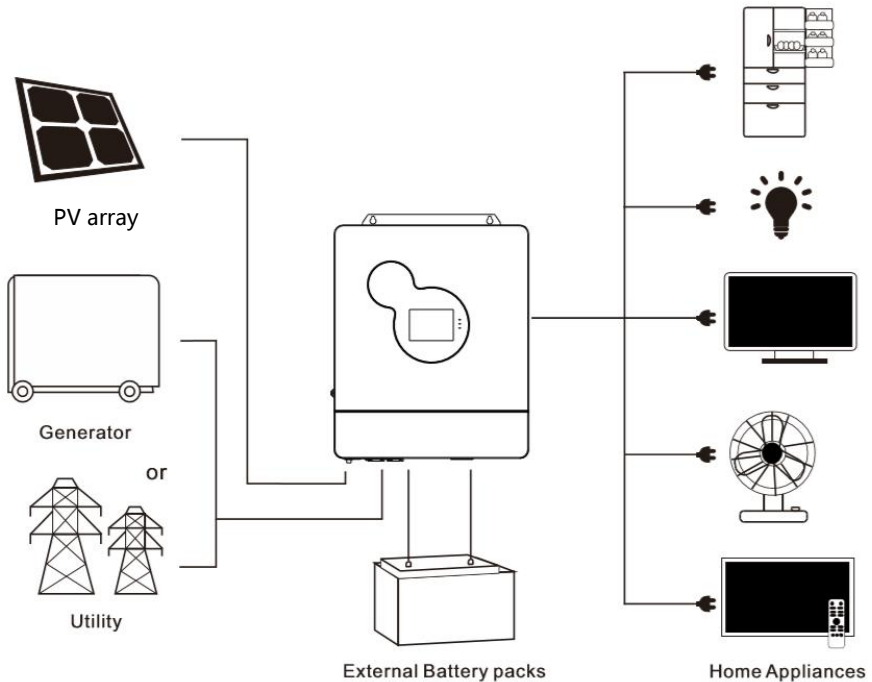 PV array
Generator
or
Utility
External Battery packs
Home Appliances